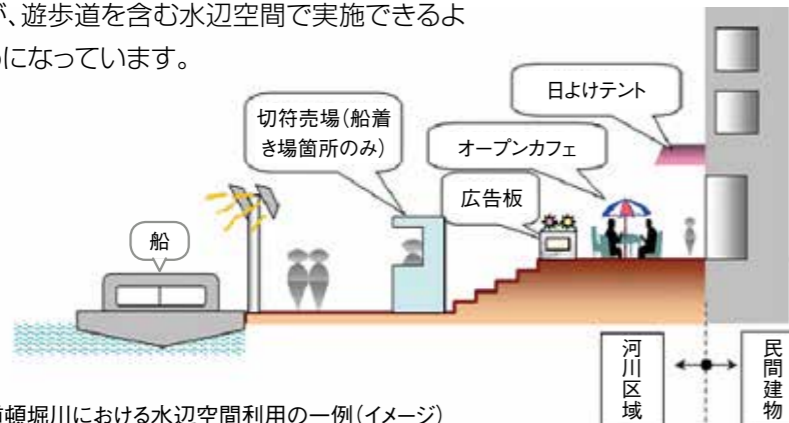 、遊歩道を含む水辺空間で実施できるよ
になっています。
日よけテント
切符売場(船着
き場箇所のみ)
オープンカフェ
広告板
船
河川区域
民間建物
頓堀川における水辺空間利用の一例(イメージ)